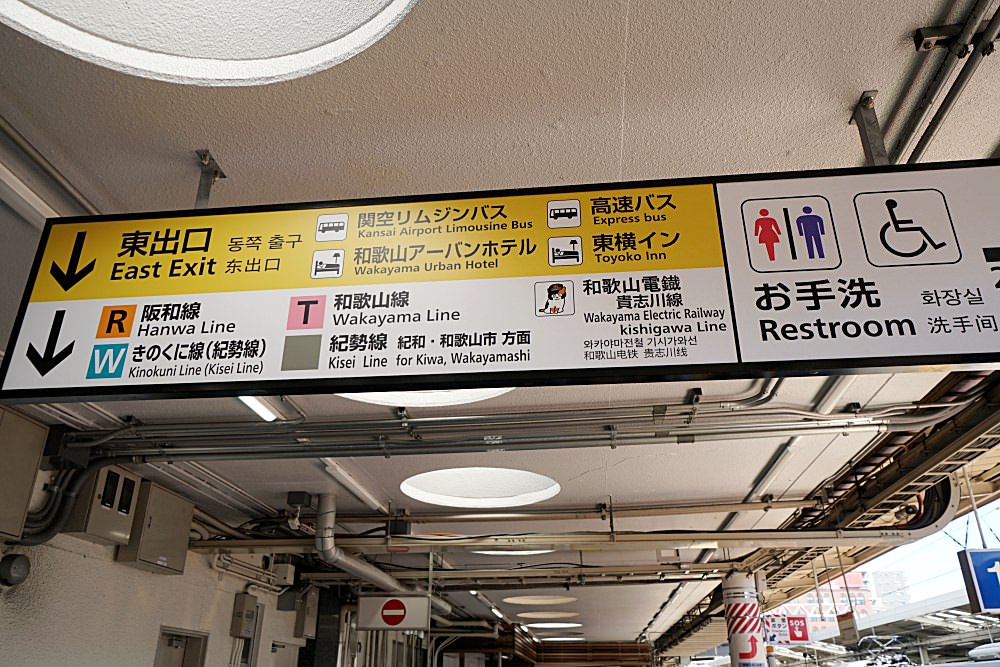 東出口 동쪽 출구
East Exit 东出口
関空リムジンバス
Kansai Airport Limousine Bus
高速バス
Express bus
和歌山アーバンホテル
Wakayama Urban Hotel
東横イン
Toyoko Inn
R 阪和線
Hanwa Line
T 和歌山線
Wakayama Line
W きのくに線(紀勢線)
Kinokuni Line (Kisei Line)
紀勢線 紀和・和歌山市 方面
Kisei Line for Kiwa, Wakayamashi
和歌山電鐵
貴志川線
Wakayama Electric Railway
kishigawa Line
와카야마전철 기시가와선
和歌山电铁 贵志川线
お手洗 화장실
Restroom 洗手间
SOS
1